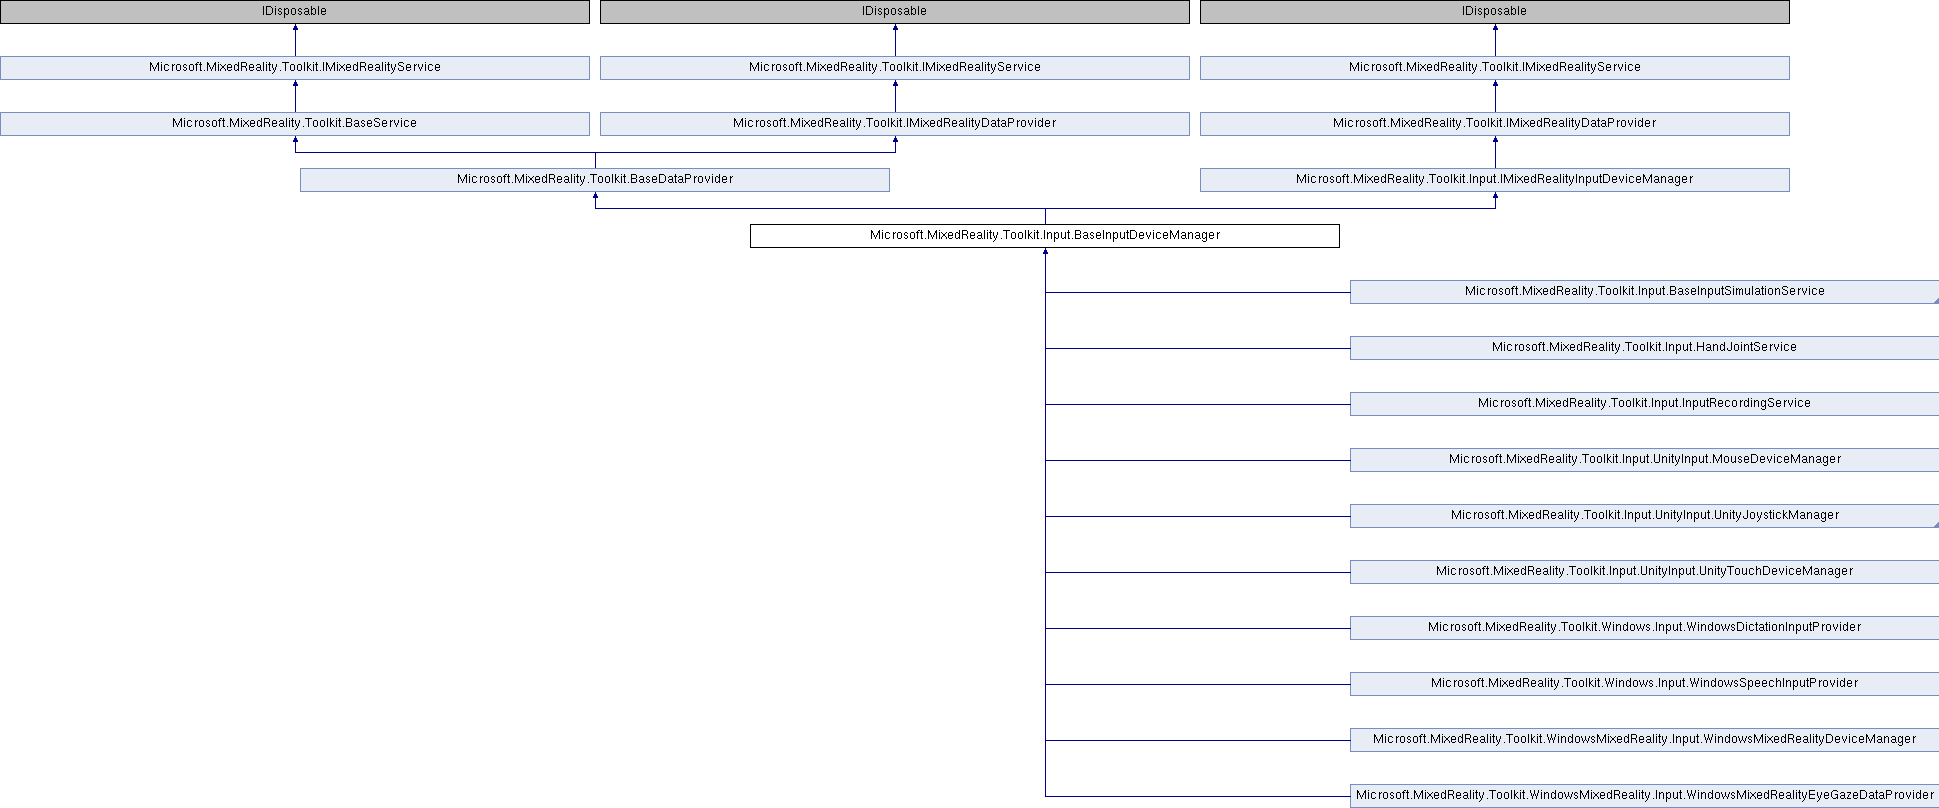 IDisposable
IDisposable
IDisposable
Microsoft.MixedReality.Toolkit.IMixedRealityService
Microsoft.MixedReality.Toolkit.IMixedRealityService
Microsoft.MixedReality.Toolkit.IMixedRealityService
Microsoft.MixedReality.Toolkit.BaseService
Microsoft.MixedReality.Toolkit.IMixedRealityDataProvider
Microsoft.MixedReality.Toolkit.IMixedRealityDataProvider
Microsoft.MixedReality.Toolkit.BaseDataProvider
Microsoft.MixedReality.Toolkit.Input.IMixedRealityInputDeviceManager
Microsoft.MixedReality.Toolkit.Input.BaseInputDeviceManager
Microsoft.MixedReality.Toolkit.Input.BaseInputSimulationService
Microsoft.MixedReality.Toolkit.Input.HandJointService
Microsoft.MixedReality.Toolkit.Input.InputRecordingService
Microsoft.MixedReality.Toolkit.Input.UnityInput.MouseDeviceManager
Microsoft.MixedReality.Toolkit.Input.UnityInput.UnityJoystickManager
Microsoft.MixedReality.Toolkit.Input.UnityInput.UnityTouchDeviceManager
Microsoft.MixedReality.Toolkit.Windows.Input.WindowsDictationInputProvider
Microsoft.MixedReality.Toolkit.Windows.Input.WindowsSpeechInputProvider
Microsoft.MixedReality.Toolkit.WindowsMixedReality.Input.WindowsMixedRealityDeviceManager
Microsoft.MixedReality.Toolkit.WindowsMixedReality.Input.WindowsMixedRealityEyeGazeDataProvider